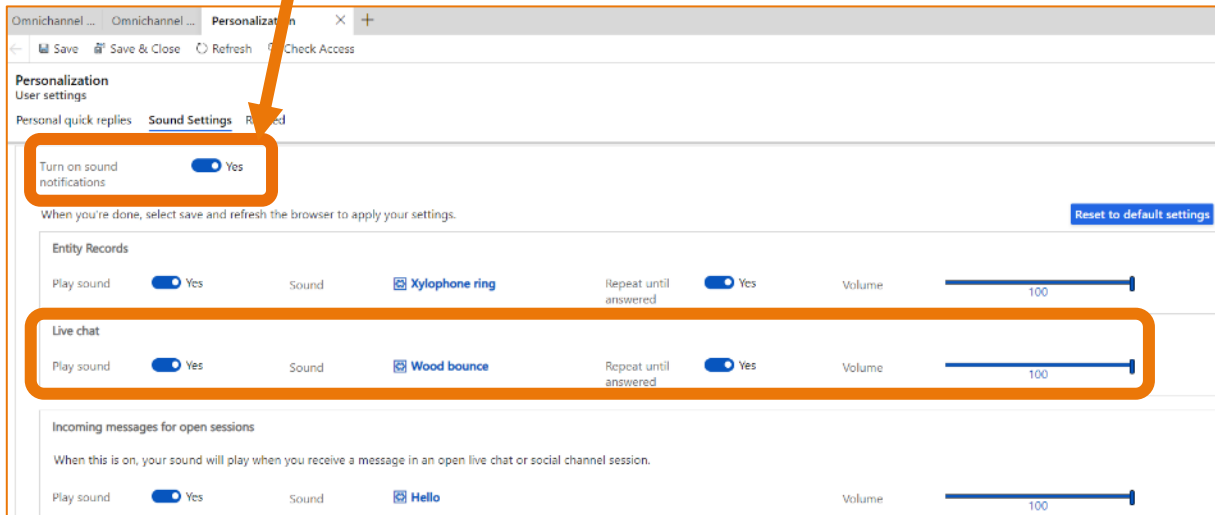 Omnichannel ... Omnichannel ... Personalization × +
Save Save & Close Refresh Check Access
Personalization
User settings
Personal quick replies Sound Settings
Turn on sound notifications Yes
When you're done, select save and refresh the browser to apply your settings. Reset to default settings
Entity Records
Play sound Yes Sound Xylophone ring Repeat until answered Yes Volume 100
Live chat
Play sound Yes Sound Wood bounce Repeat until answered Yes Volume 100
Incoming messages for open sessions
When this is on, your sound will play when you receive a message in an open live chat or social channel session.
Play sound Yes Sound Hello Volume 100